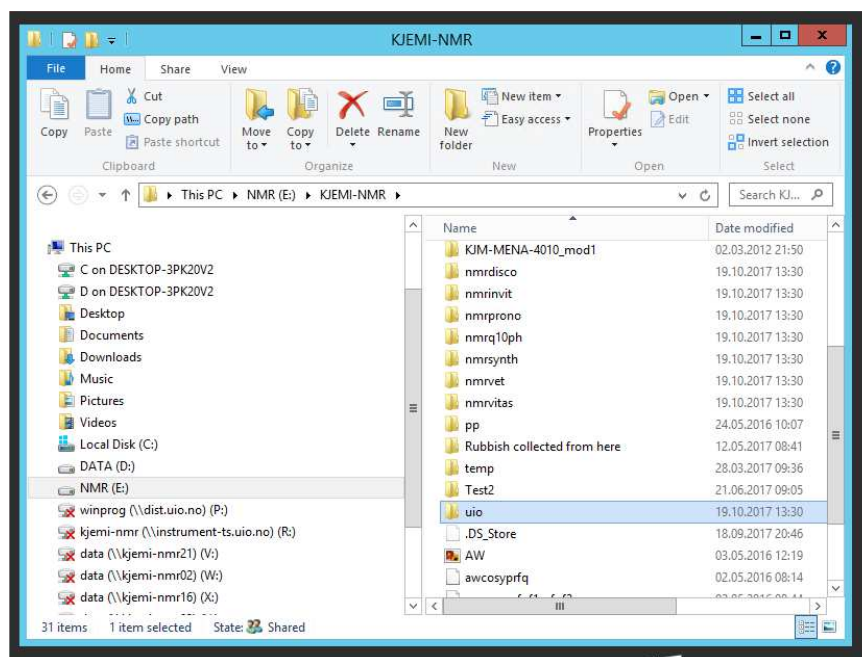 KJEMI-NMR
File Home Share View
Copy
Paste
Cut
Copy path
Paste shortcut
Clipboard
Move to
Copy to
Delete
Rename
Organize
New folder
New item
Easy access
New
Properties
Open
Edit
Open
Select all
Select none
Invert selection
Select
This PC NMR (E:) KJEMI-NMR
Search KJ...
This PC
C on DESKTOP-3PK20V2
D on DESKTOP-3PK20V2
Desktop
Documents
Downloads
Music
Pictures
Videos
Local Disk (C:)
DATA (D:)
NMR (E:)
winprog (\\dist.uio.no) (P:)
kjemi-nmr (\\instrument-ts.uio.no) (R:)
data (\\kjemi-nmr21) (V:)
data (\\kjemi-nmr02) (W:)
data (\\kjemi-nmr16) (X:)
Name Date modified
KJM-MENA-4010_mod1 02.03.2012 21:50
nmrdisco 19.10.2017 13:30
nmrinvit 19.10.2017 13:30
nmrprono 19.10.2017 13:30
nmrq10ph 19.10.2017 13:30
nmrsynth 19.10.2017 13:30
nmrvet 19.10.2017 13:30
nmrvitas 19.10.2017 13:30
pp 24.05.2016 10:07
Rubbish collected from here 12.05.2017 08:41
temp 28.03.2017 09:36
Test2 21.06.2017 09:05
uio 19.10.2017 13:30
.DS_Store 18.09.2017 20:46
AW 03.05.2016 12:19
awcosyprfq 02.05.2016 08:14
31 items 1 item selected State: Shared